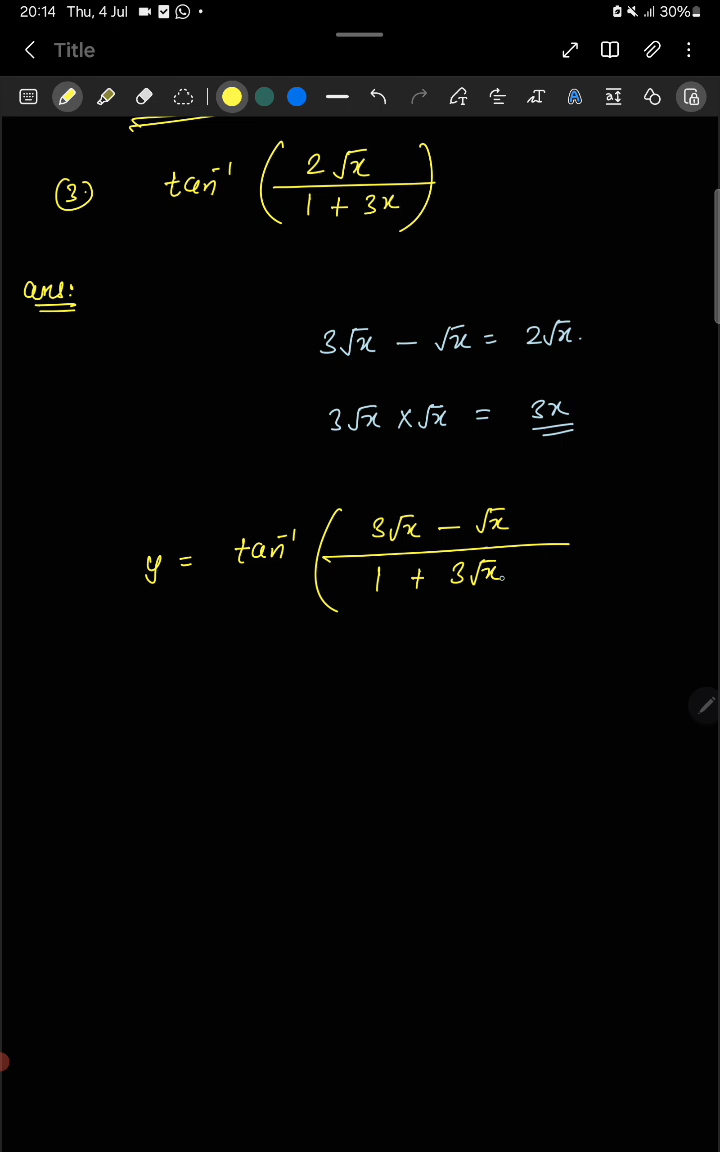 20:14 Thu, 4 Jul 30%
Title
(3.) tan⁻¹ ( 2√x / 1 + 3x )
ans:
3√x − √x = 2√x.
3√x × √x = 3x
y = tan⁻¹ ( 3√x − √x / 1 + 3√x.